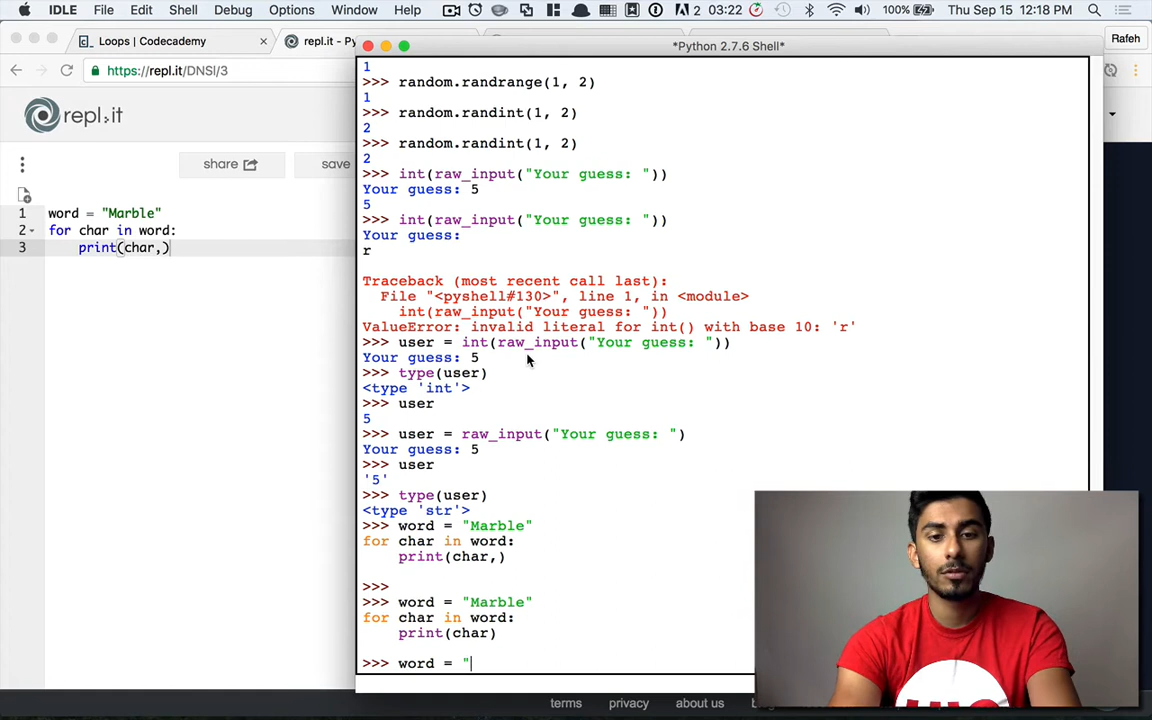 IDLE File Edit Shell Debug Options Window Help 2 03:22 100% Thu Sep 15 12:18 PM
Loops | Codecademy
repl.it - Py
*Python 2.7.6 Shell*
Rafeh
https://repl.it/DNSI/3
repl.it
share
save
1 word = "Marble"
2 for char in word:
3 print(char,)
1
>>> random.randrange(1, 2)
1
>>> random.randint(1, 2)
2
>>> random.randint(1, 2)
2
>>> int(raw_input("Your guess: "))
Your guess: 5
5
>>> int(raw_input("Your guess: "))
Your guess:
r
Traceback (most recent call last):
File "<pyshell#130>", line 1, in <module>
int(raw_input("Your guess: "))
ValueError: invalid literal for int() with base 10: 'r'
>>> user = int(raw_input("Your guess: "))
Your guess: 5
>>> type(user)
<type 'int'>
>>> user
5
>>> user = raw_input("Your guess: ")
Your guess: 5
>>> user
'5'
>>> type(user)
<type 'str'>
>>> word = "Marble"
for char in word:
print(char,)
>>>
>>> word = "Marble"
for char in word:
print(char)
>>> word = "
terms privacy about us